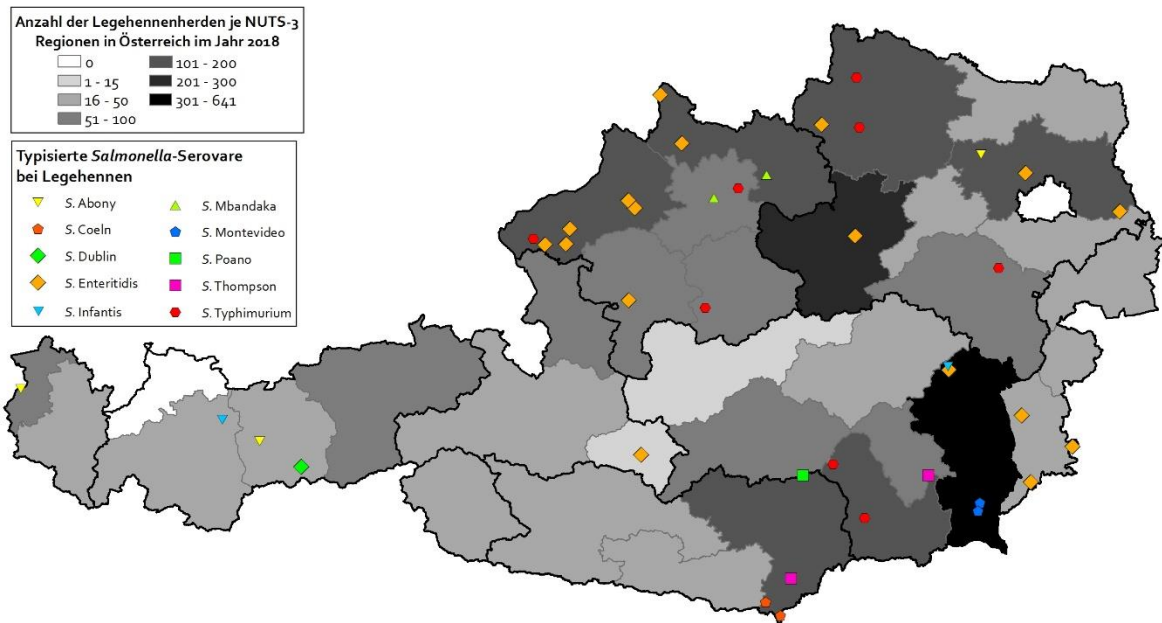 Anzahl der Legehennenherden je NUTS-3
Regionen in Österreich im Jahr 2018
0
1 - 15
16 - 50
51 - 100
101 - 200
201 - 300
301 - 641
Typisierte Salmonella-Serovare
bei Legehennen
S. Abony
S. Coeln
S. Dublin
S. Enteritidis
S. Infantis
S. Mbandaka
S. Montevideo
S. Poano
S. Thompson
S. Typhimurium